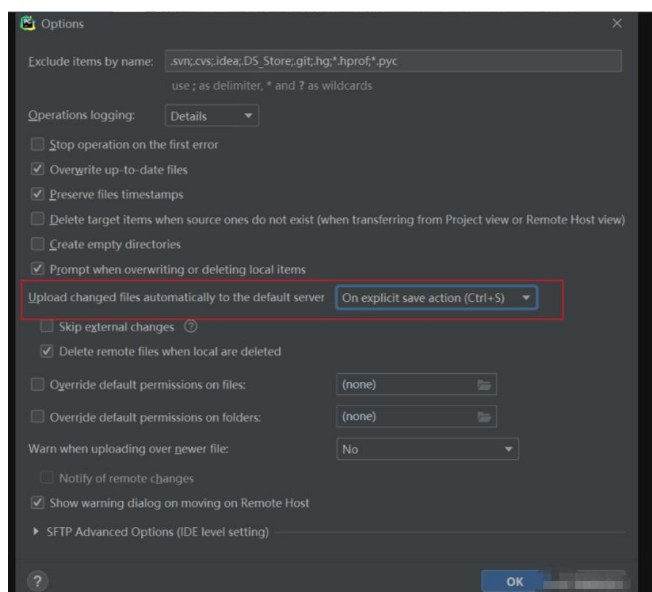 Options
Exclude items by name: .svn;.cvs;.idea;.DS_Store;.git;.hg;*.hprof;*.pyc
use ; as delimiter, * and ? as wildcards
Operations logging: Details
Stop operation on the first error
Overwrite up-to-date files
Preserve files timestamps
Delete target items when source ones do not exist (when transferring from Project view or Remote Host view)
Create empty directories
Prompt when overwriting or deleting local items
Upload changed files automatically to the default server On explicit save action (Ctrl+S)
Skip external changes ?
Delete remote files when local are deleted
Override default permissions on files: (none)
Override default permissions on folders: (none)
Warn when uploading over newer file: No
Notify of remote changes
Show warning dialog on moving on Remote Host
SFTP Advanced Options (IDE level setting)
? OK